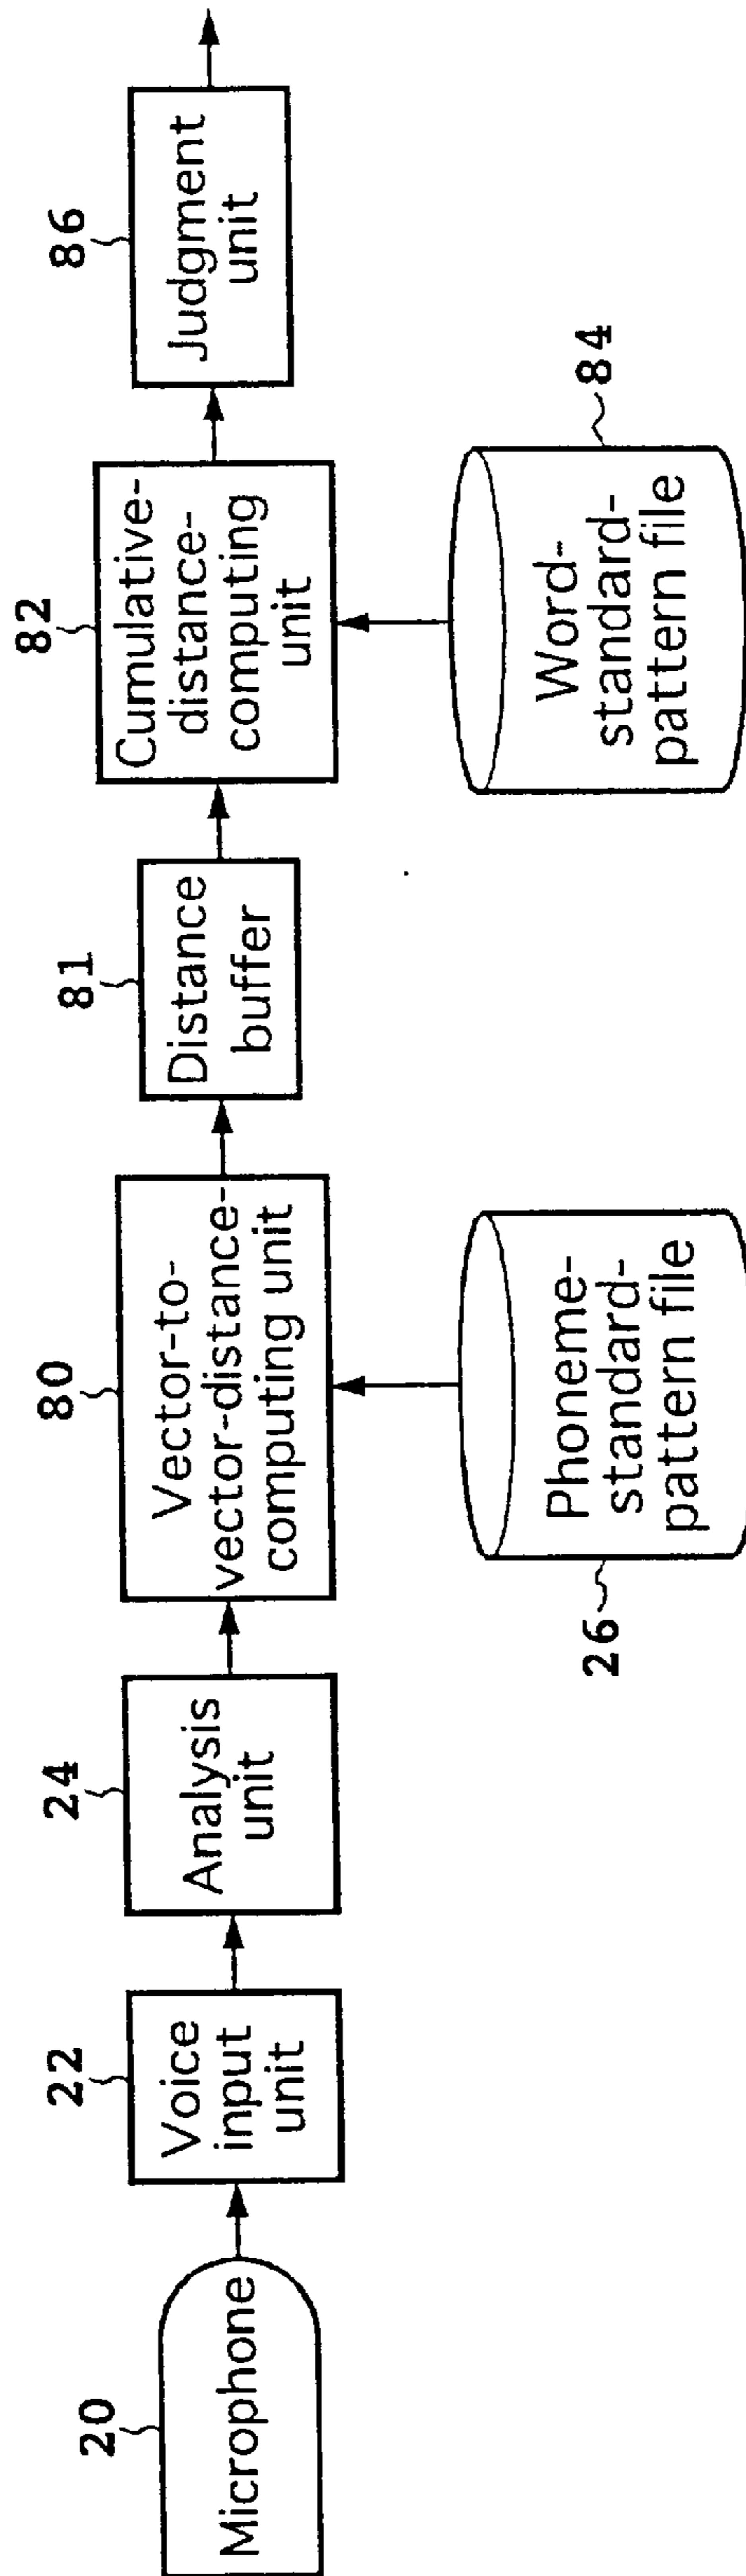 20
Microphone
22
Voice
input
unit
24
Analysis
unit
80
Vector-to-
vector-distance-
computing unit
26
Phoneme-
standard-
pattern file
81
Distance
buffer
82
Cumulative-
distance-
computing
unit
84
Word-
standard-
pattern file
86
Judgment
unit